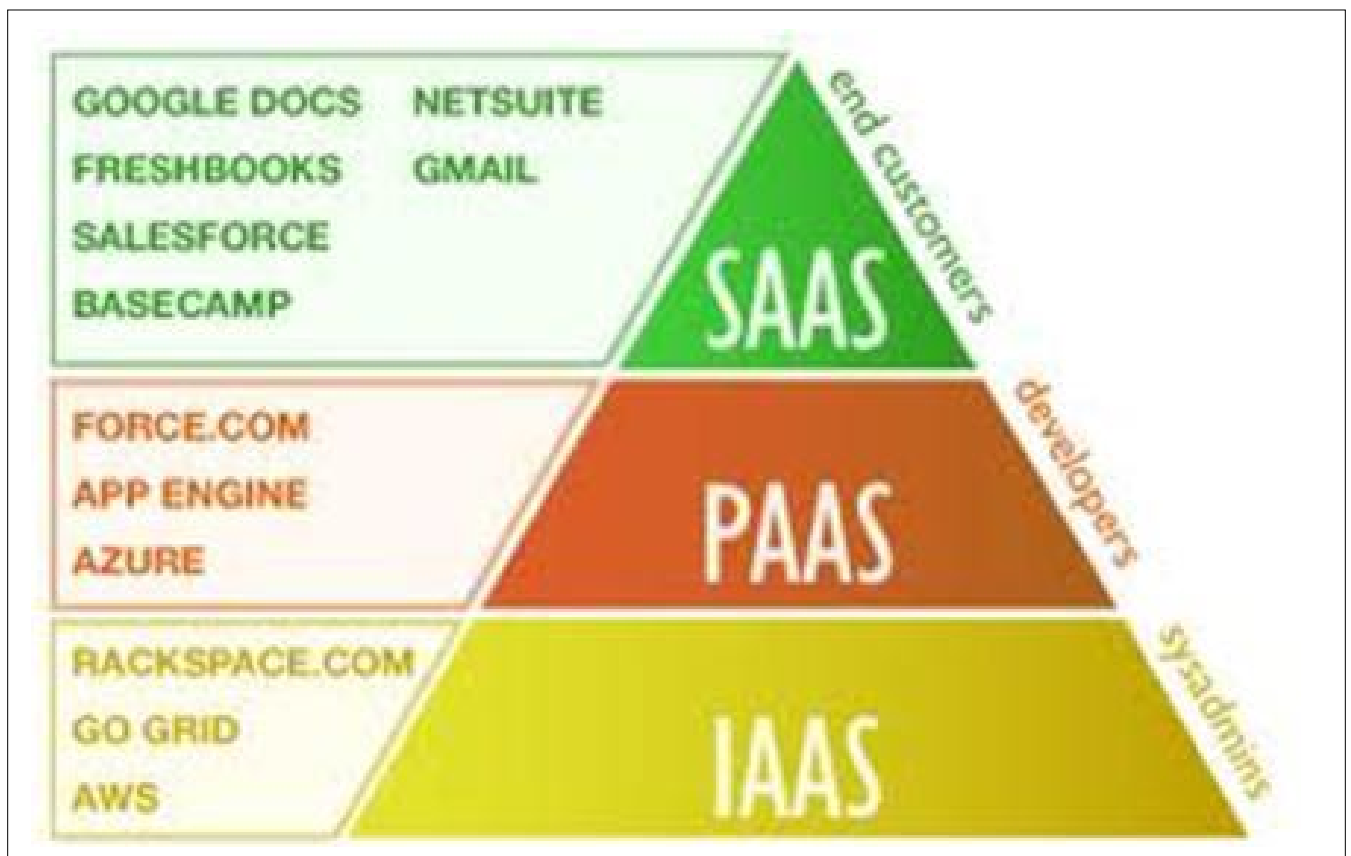 GOOGLE DOCS NETSUITE
FRESHBOOKS GMAIL
SALESFORCE
BASECAMP
SAAS
end customers
FORCE.COM
APP ENGINE
AZURE
PAAS
developers
RACKSPACE.COM
GO GRID
AWS
IAAS
sysadmins